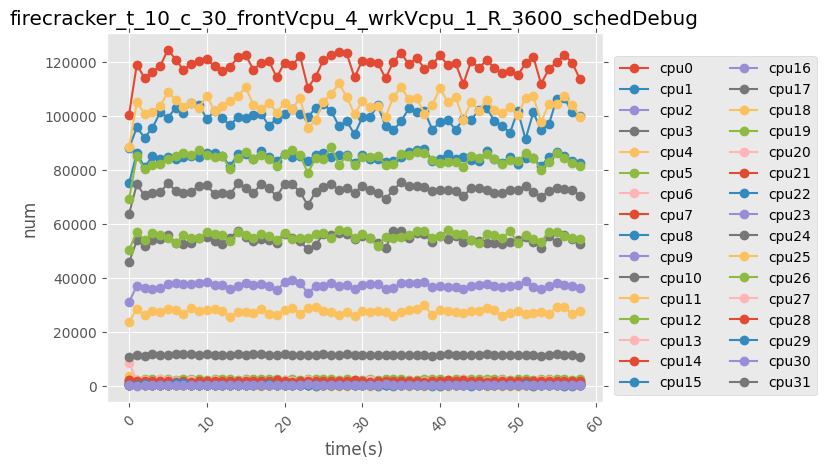 firecracker_t_10_c_30_frontVcpu_4_wrkVcpu_1_R_3600_schedDebug
120000
100000
80000
60000
40000
20000
0
num
0
10
20
30
40
50
60
time(s)
cpu0
cpu1
cpu2
cpu3
cpu4
cpu5
cpu6
cpu7
cpu8
cpu9
cpu10
cpu11
cpu12
cpu13
cpu14
cpu15
cpu16
cpu17
cpu18
cpu19
cpu20
cpu21
cpu22
cpu23
cpu24
cpu25
cpu26
cpu27
cpu28
cpu29
cpu30
cpu31